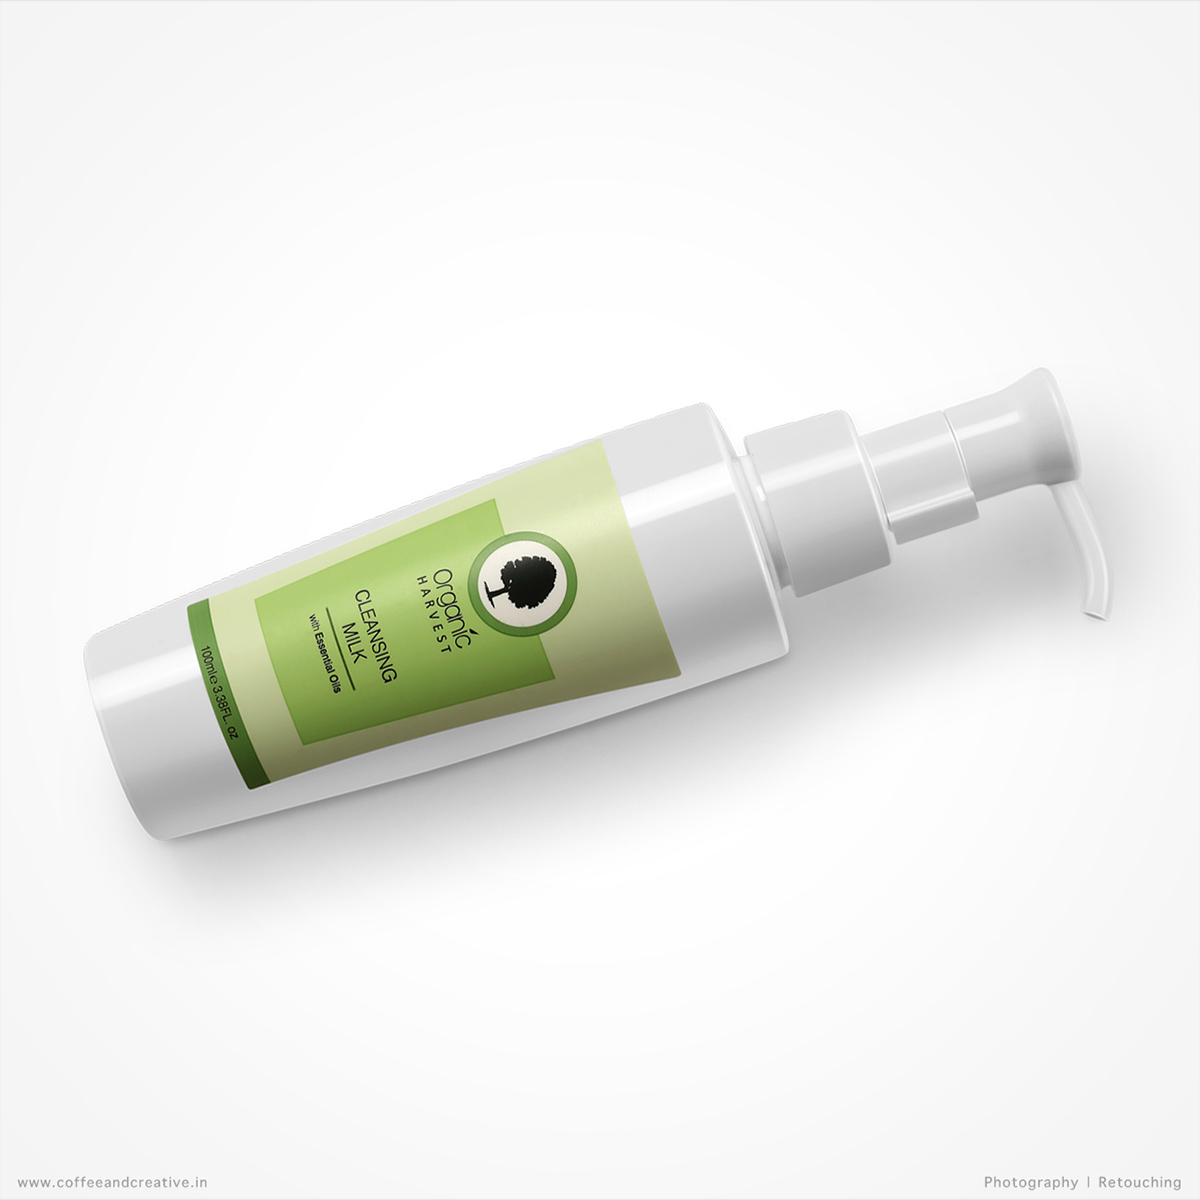 Organic
HARVEST
CLEANSING
MILK
with Essential Oils
100ml e 3.38FL. oz
www.coffeeandcreative.in
Photography | Retouching